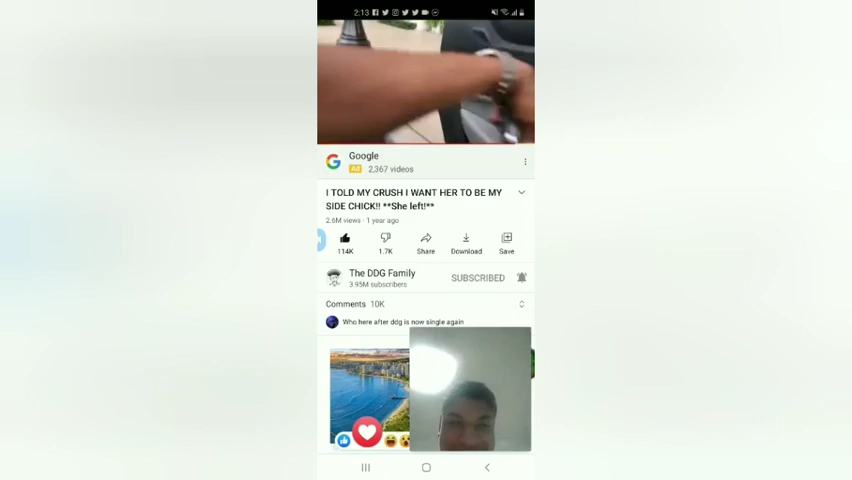 2:13
Google
Ad 2,367 videos
I TOLD MY CRUSH I WANT HER TO BE MY
SIDE CHICK!! **She left!**
2.6M views · 1 year ago
114K 1.7K Share Download Save
The DDG Family SUBSCRIBED
3.95M subscribers
Comments 10K
Who here after ddg is now single again